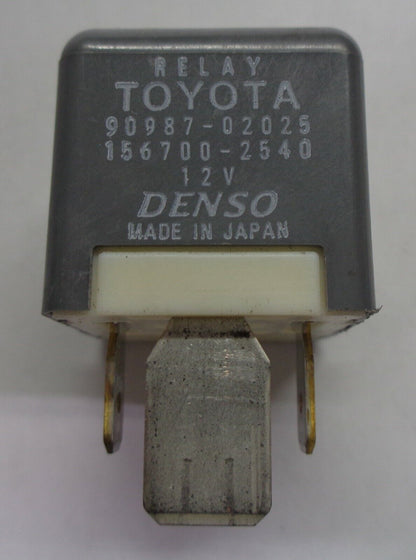 RELAY
TOYOTA
90987-02025
156700-2540
12V
DENSO
MADE IN JAPAN